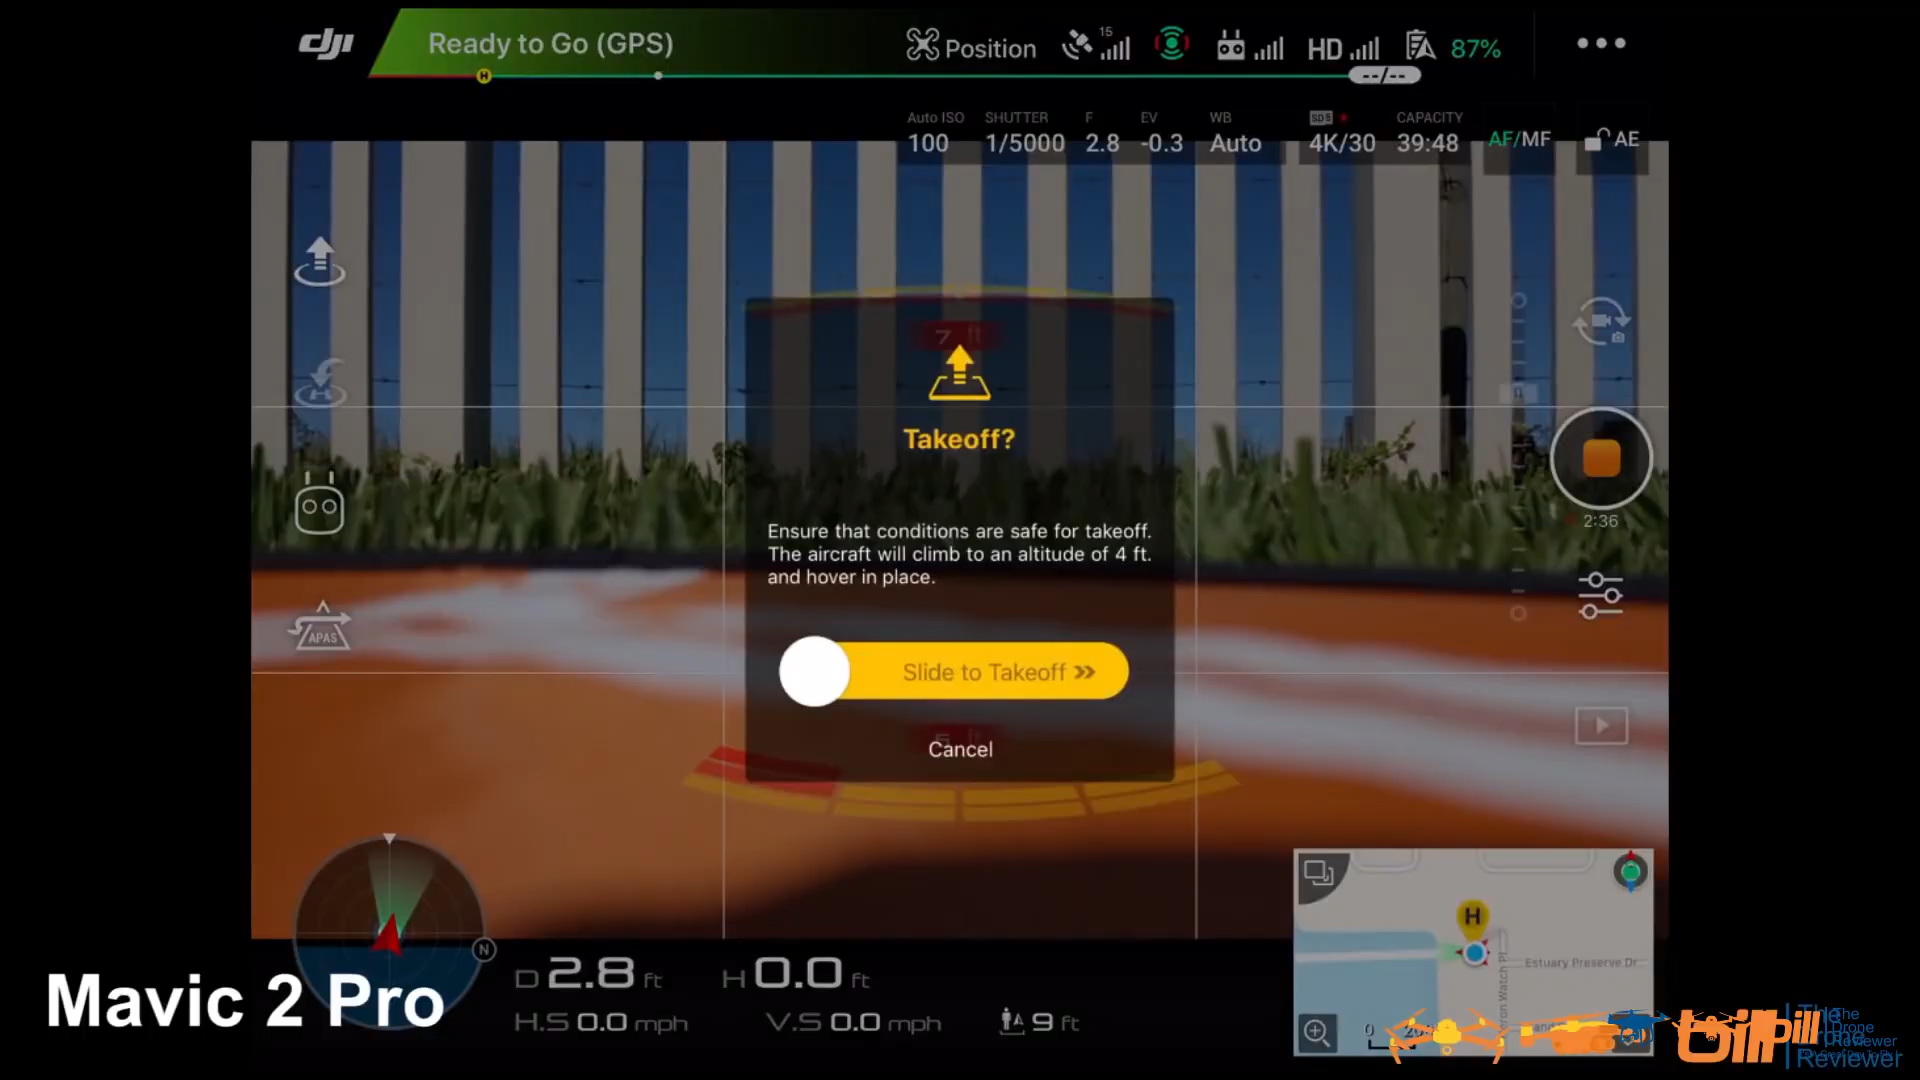 dji
Ready to Go (GPS)
Position
15
HD
87%
H
--/--
Auto ISO
100
SHUTTER
1/5000
F
2.8
EV
-0.3
WB
Auto
4K/30
CAPACITY
39:48
AF/MF
AE
7 ft
Takeoff?
Ensure that conditions are safe for takeoff.
The aircraft will climb to an altitude of 4 ft.
and hover in place.
Slide to Takeoff »
Cancel
2:36
APAS
N
D 2.8 ft
H 0.0 ft
H.S 0.0 mph
V.S 0.0 mph
9 ft
H
Estuary Preserve Dr
0
Mavic 2 Pro
The
Drone
Reviewer